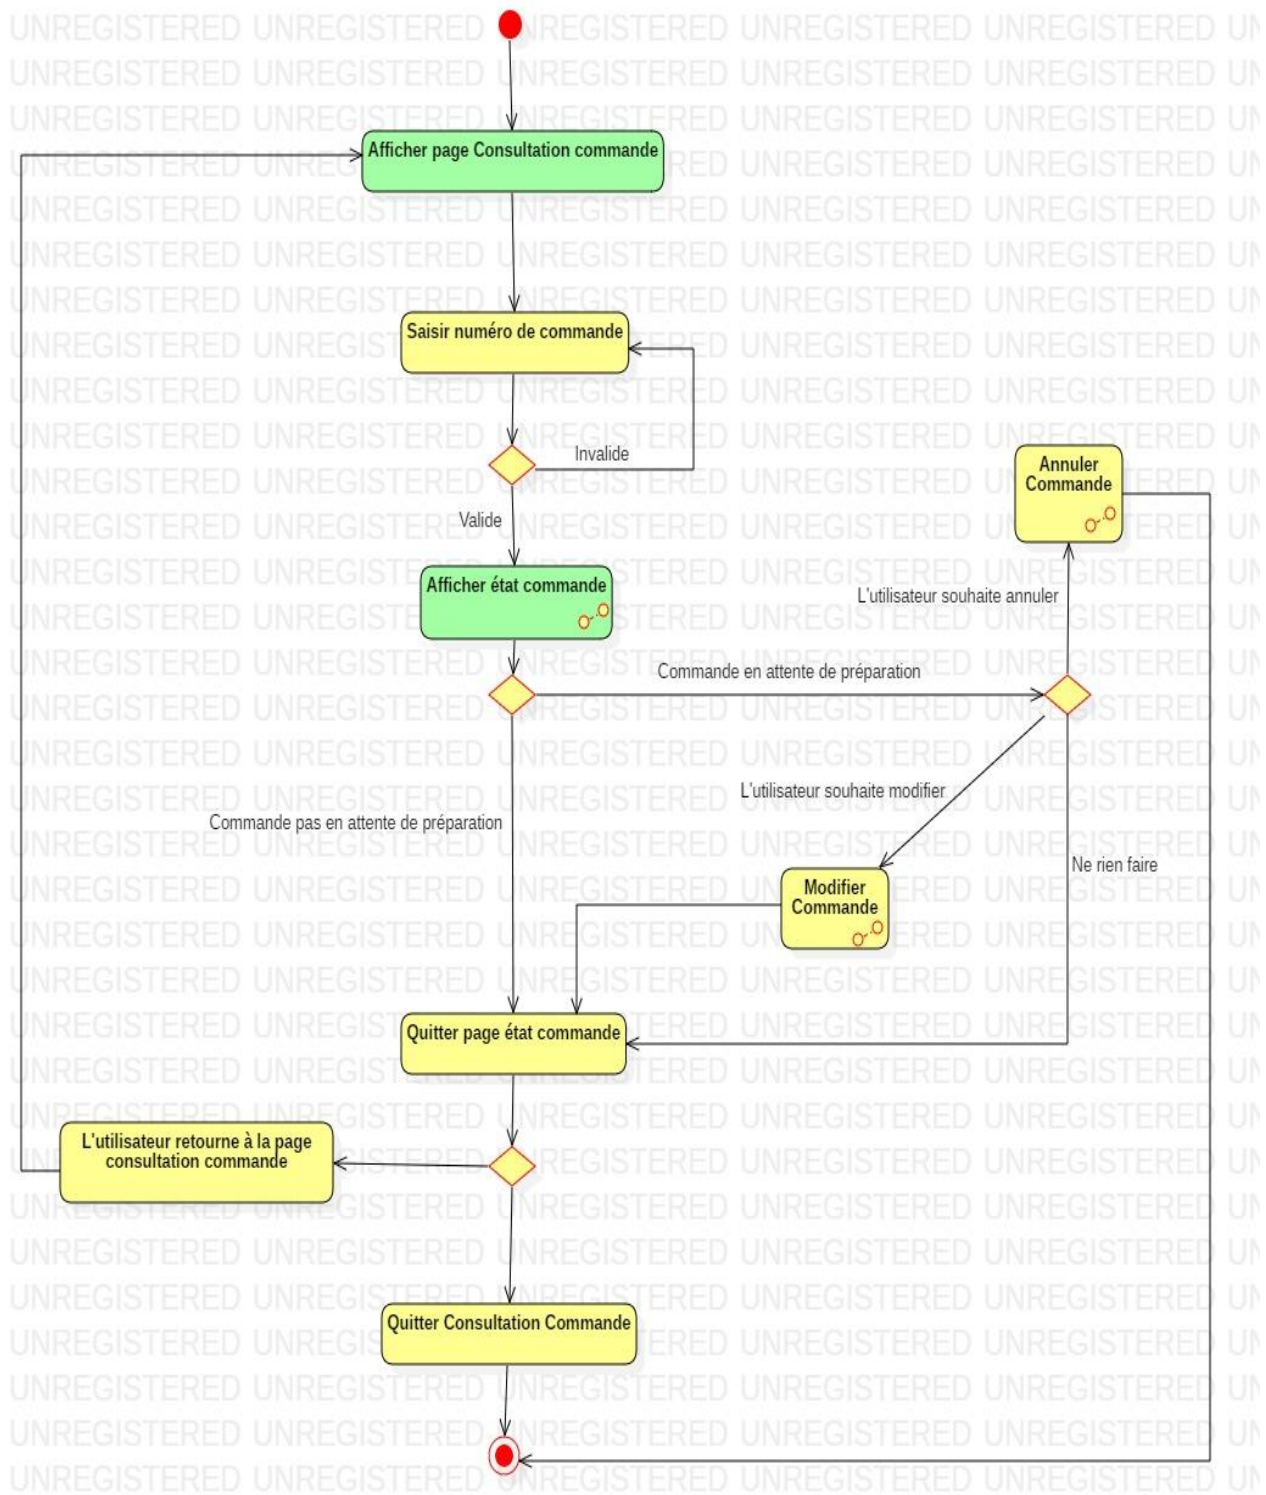 Afficher page Consultation commande
Saisir numéro de commande
Invalide
Annuler
Commande
Valide
Afficher état commande
L'utilisateur souhaite annuler
Commande en attente de préparation
L'utilisateur souhaite modifier
Commande pas en attente de préparation
Ne rien faire
Modifier
Commande
Quitter page état commande
L'utilisateur retourne à la page
consultation commande
Quitter Consultation Commande
UNREGISTERED